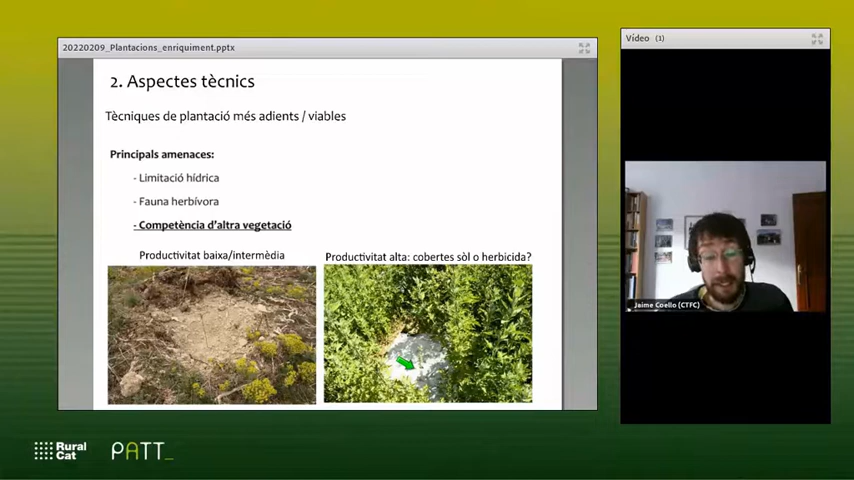 20220209_Plantacions_enriquiment.pptx
2. Aspectes tècnics
Tècniques de plantació més adients / viables
Principals amenaces:
- Limitació hídrica
- Fauna herbívora
- Competència d'altra vegetació
Productivitat baixa/intermèdia
Productivitat alta: cobertes sòl o herbicida?
Vídeo (1)
Jaime Coello (CTFC)
Rural
Cat
PATT_